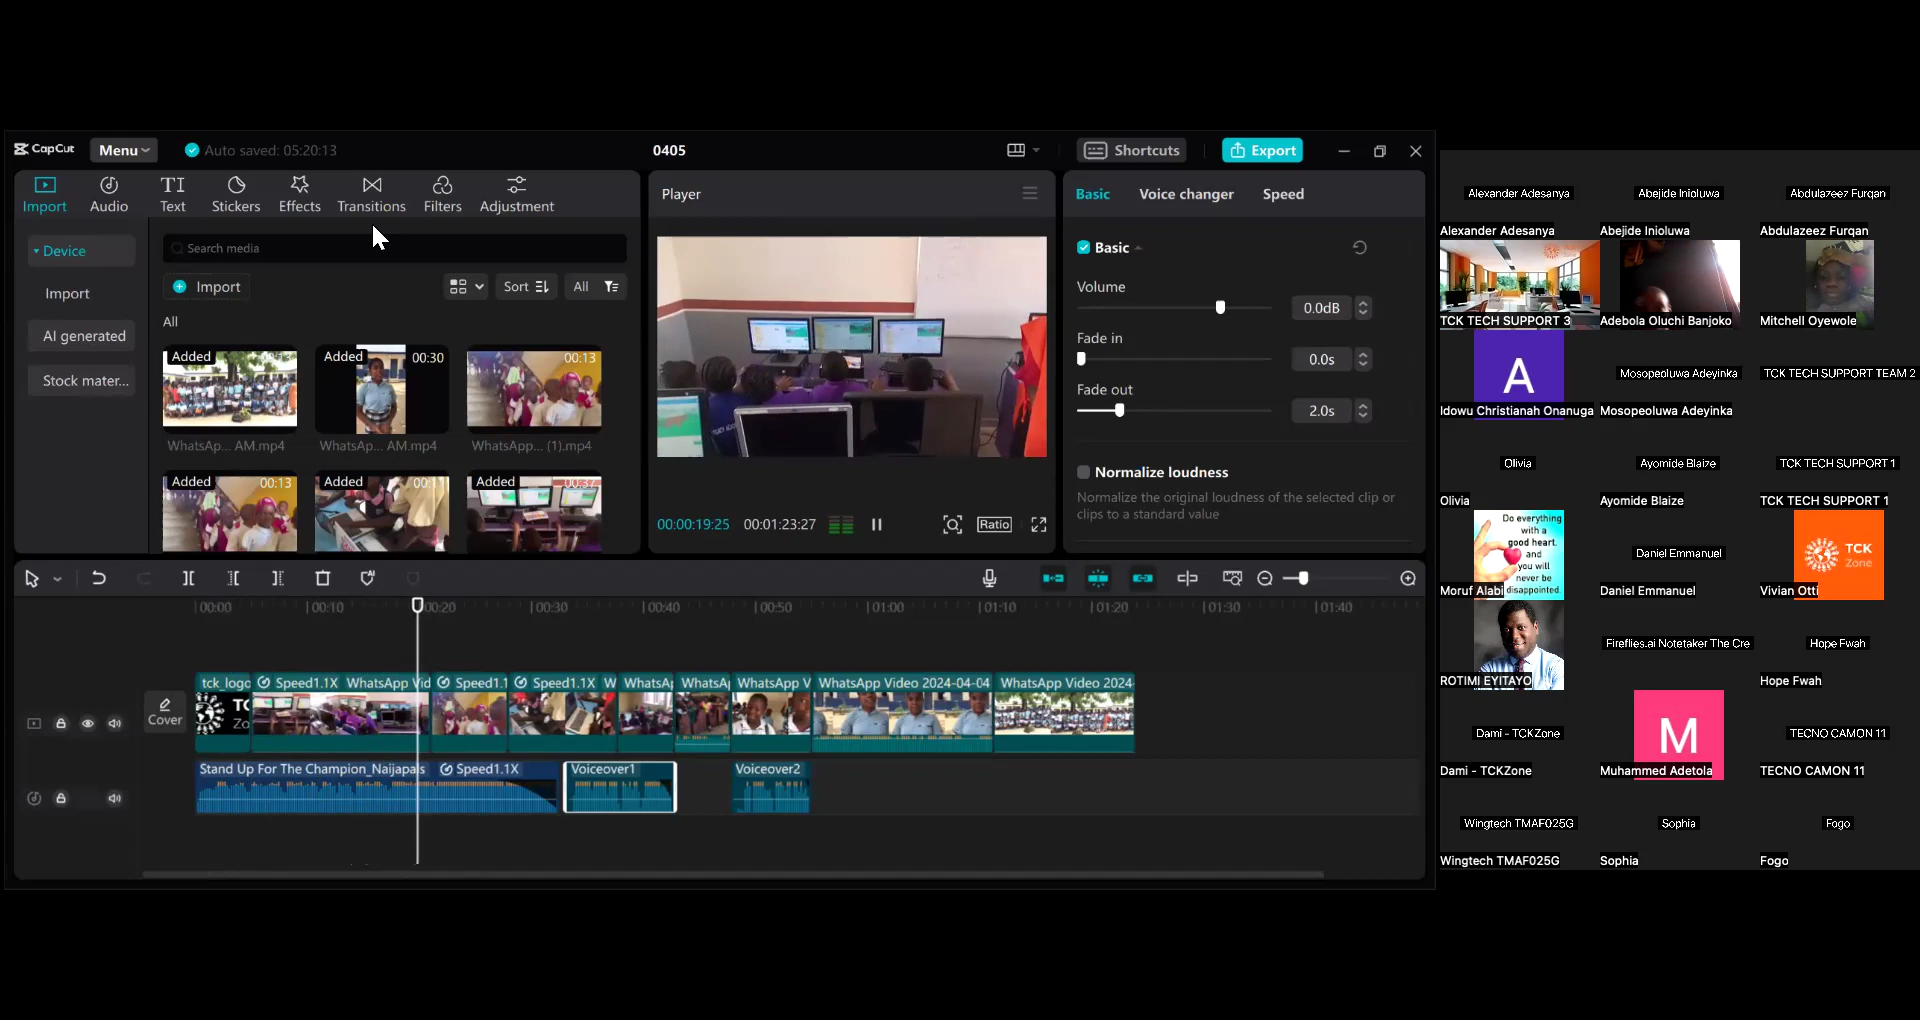 CapCut
Menu
Auto saved: 05:20:13
0405
Shortcuts
Export
Import
Audio
TI
Text
Stickers
Effects
Transitions
Filters
Adjustment
Device
Import
AI generated
Stock mater...
Search media
Import
Sort
All
All
Added
Added
00:30
00:13
WhatsAp... AM.mp4
WhatsAp... AM.mp4
WhatsApp... (1).mp4
Added
00:13
Added
Added
00:37
Player
00:00:19:25
00:01:23:27
Ratio
Basic
Voice changer
Speed
Basic
Volume
0.0dB
Fade in
0.0s
Fade out
2.0s
Normalize loudness
Normalize the original loudness of the selected clip or
clips to a standard value
00:00
00:10
00:20
00:30
00:40
00:50
01:00
01:10
01:20
01:30
01:40
Cover
tck_logo
Speed1.1X WhatsApp Vid
Speed1.1
Speed1.1X W
WhatsA
WhatsA
WhatsApp V
WhatsApp Video 2024-04-04
WhatsApp Video 2024-
Stand Up For The Champion_Naijapals
Speed1.1X
Voiceover1
Voiceover2
Alexander Adesanya
Abejide Inioluwa
Abdulazeez Furqan
Alexander Adesanya
Abejide Inioluwa
Abdulazeez Furqan
TCK TECH SUPPORT 3
Adebola Oluchi Banjoko
Mitchell Oyewole
A
Mosopeoluwa Adeyinka
TCK TECH SUPPORT TEAM 2
Idowu Christianah Onanuga
Mosopeoluwa Adeyinka
Olivia
Ayomide Blaize
TCK TECH SUPPORT 1
Olivia
Ayomide Blaize
TCK TECH SUPPORT 1
Do everything
with a
good heart.
and
you will
never be
disappointed.
Daniel Emmanuel
TCK
Zone
Moruf Alabi
Daniel Emmanuel
Vivian Otti
Fireflies.ai Notetaker The Cre
Hope Fwah
ROTIMI EYITAYO
Hope Fwah
Dami - TCKZone
M
TECNO CAMON 11
Dami - TCKZone
Muhammed Adetola
TECNO CAMON 11
Wingtech TMAF025G
Sophia
Fogo
Wingtech TMAF025G
Sophia
Fogo